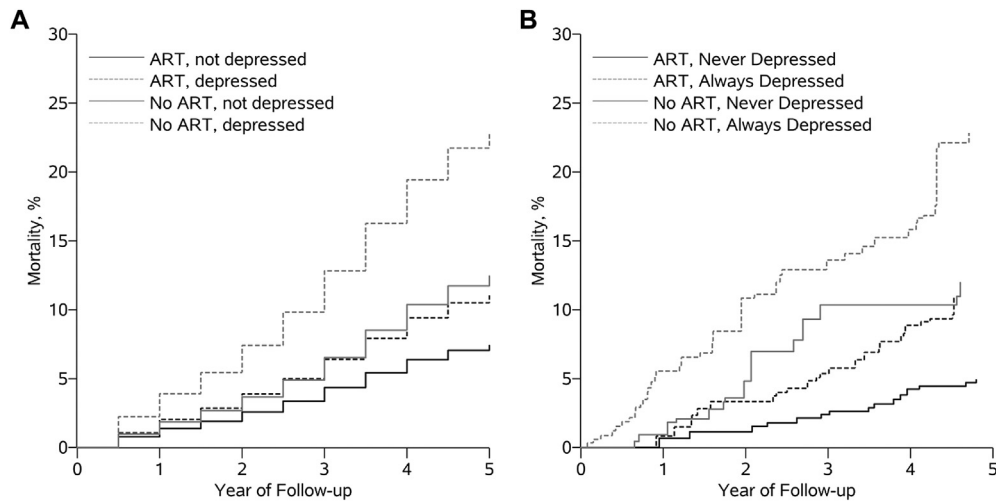 A
30
25
20
15
10
5
0
Mortality, %
ART, not depressed
ART, depressed
No ART, not depressed
No ART, depressed
0 1 2 3 4 5
Year of Follow-up
B
30
25
20
15
10
5
0
Mortality, %
ART, Never Depressed
ART, Always Depressed
No ART, Never Depressed
No ART, Always Depressed
0 1 2 3 4 5
Year of Follow-up